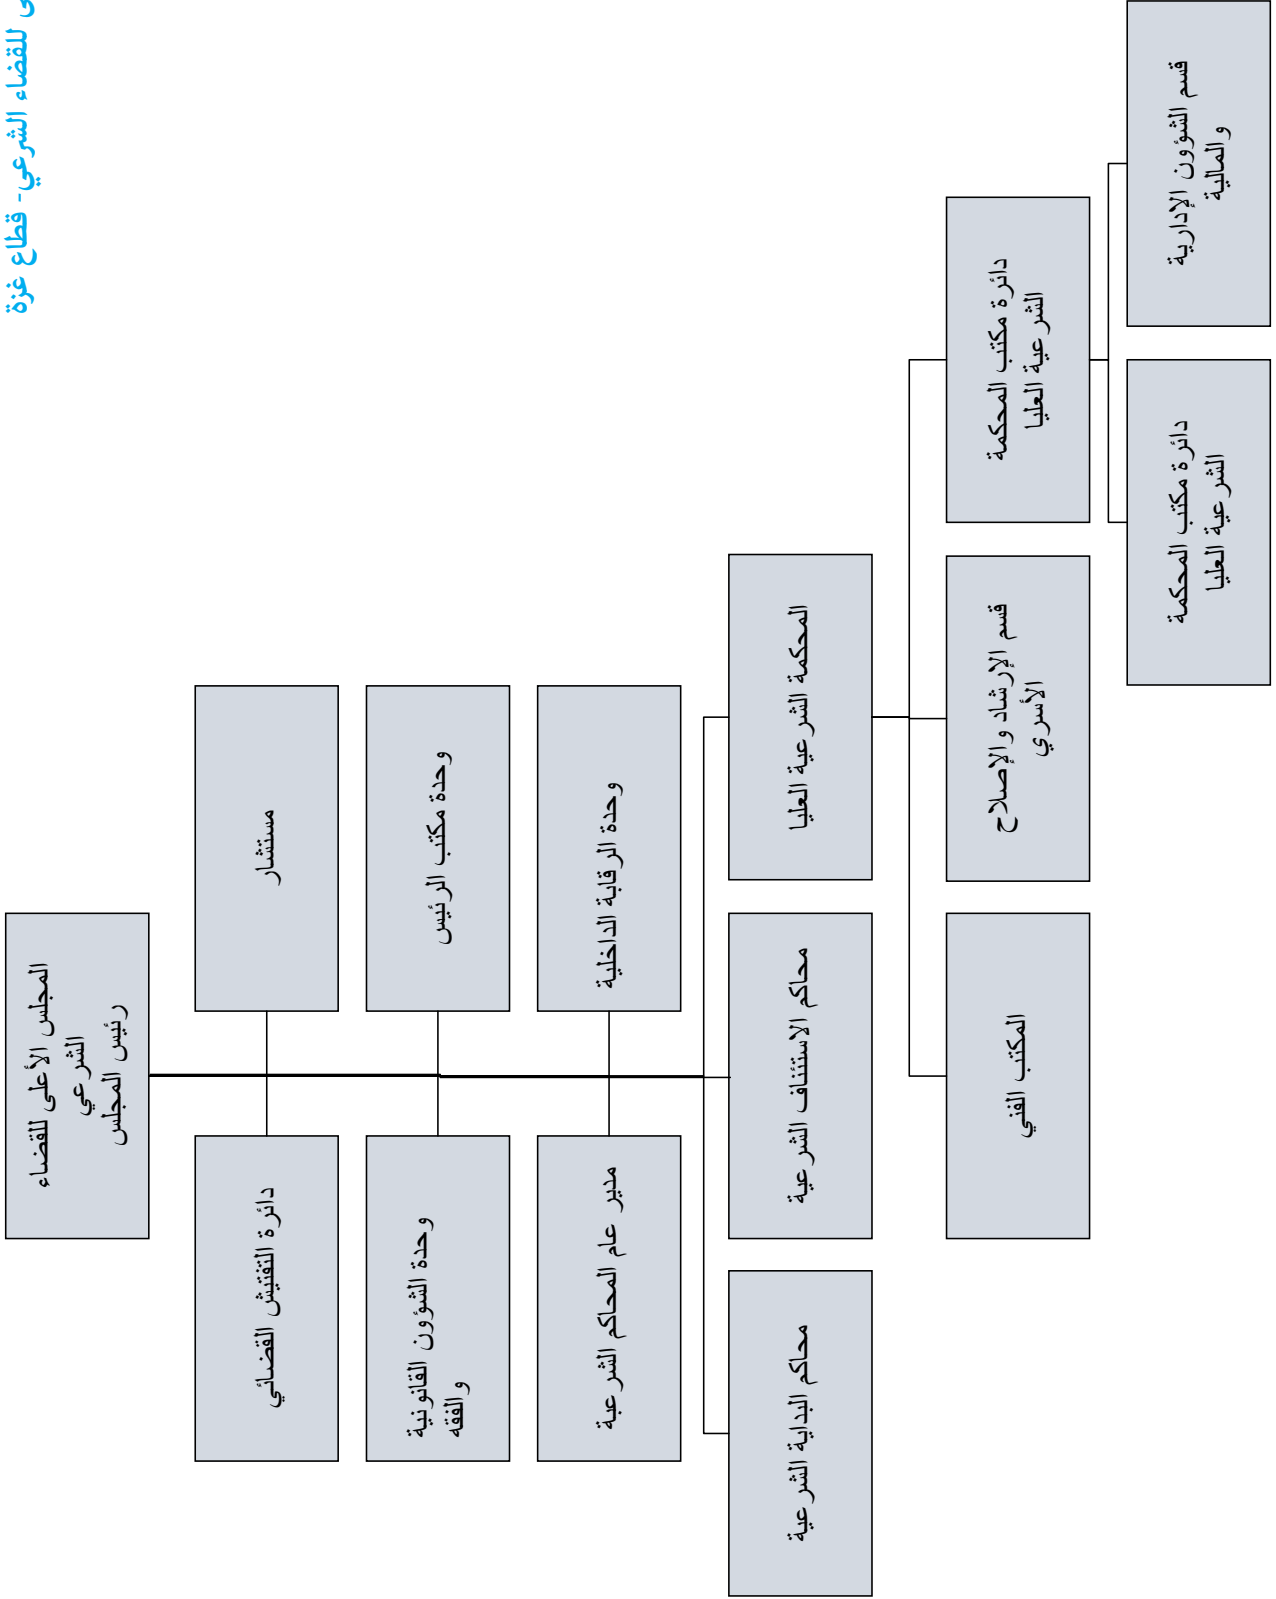 للقضاء الشرعي- قطاع غزة
المجلس الأعلى للقضاء
الشرعي
رئيس المجلس
مستشار
دائرة التفتيش القضائي
وحدة مكتب الرئيس
وحدة الشؤون القانونية
والفقه
وحدة الرقابة الداخلية
مدير عام المحاكم الشرعبة
المحكمة الشرعية العليا
محاكم الاستئناف الشرعية
محاكم البداية الشرعية
دائرة مكتب المحكمة
الشرعية العليا
قسم الإرشاد والإصلاح
الأسري
المكتب الفني
قسم الشؤون الإدارية
والمالية
دائرة مكتب المحكمة
الشرعية العليا